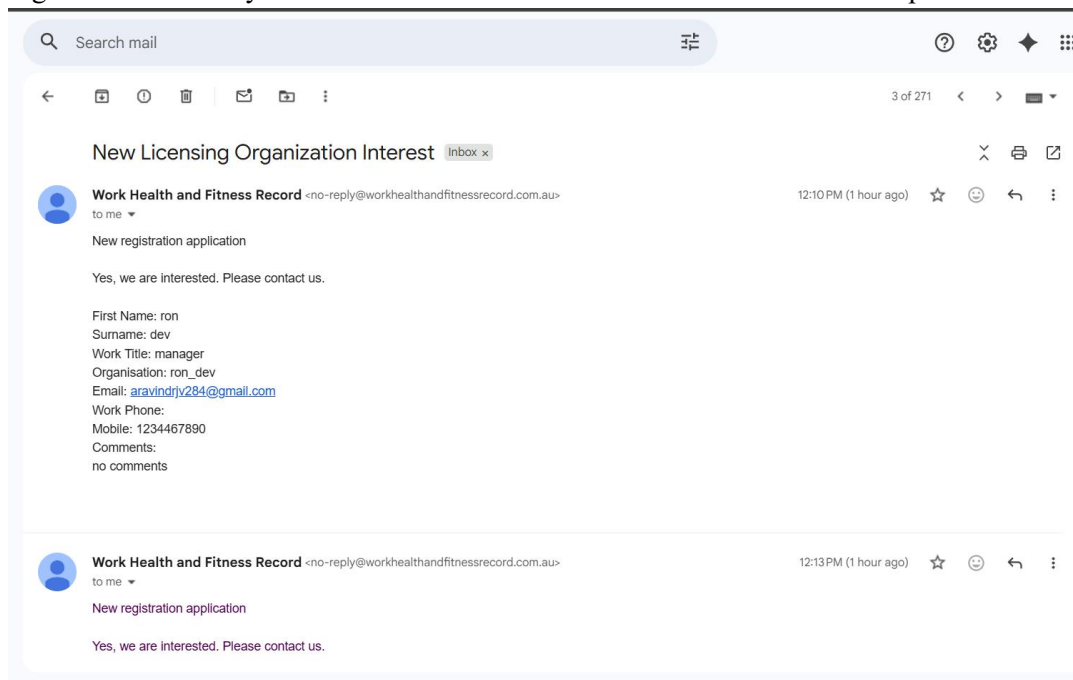 Search mail
3 of 271
New Licensing Organization Interest Inbox x
Work Health and Fitness Record <no-reply@workhealthandfitnessrecord.com.au> 12:10 PM (1 hour ago)
to me
New registration application
Yes, we are interested. Please contact us.
First Name: ron
Surname: dev
Work Title: manager
Organisation: ron_dev
Email: aravindrjv284@gmail.com
Work Phone:
Mobile: 1234467890
Comments:
no comments
Work Health and Fitness Record <no-reply@workhealthandfitnessrecord.com.au> 12:13 PM (1 hour ago)
to me
New registration application
Yes, we are interested. Please contact us.